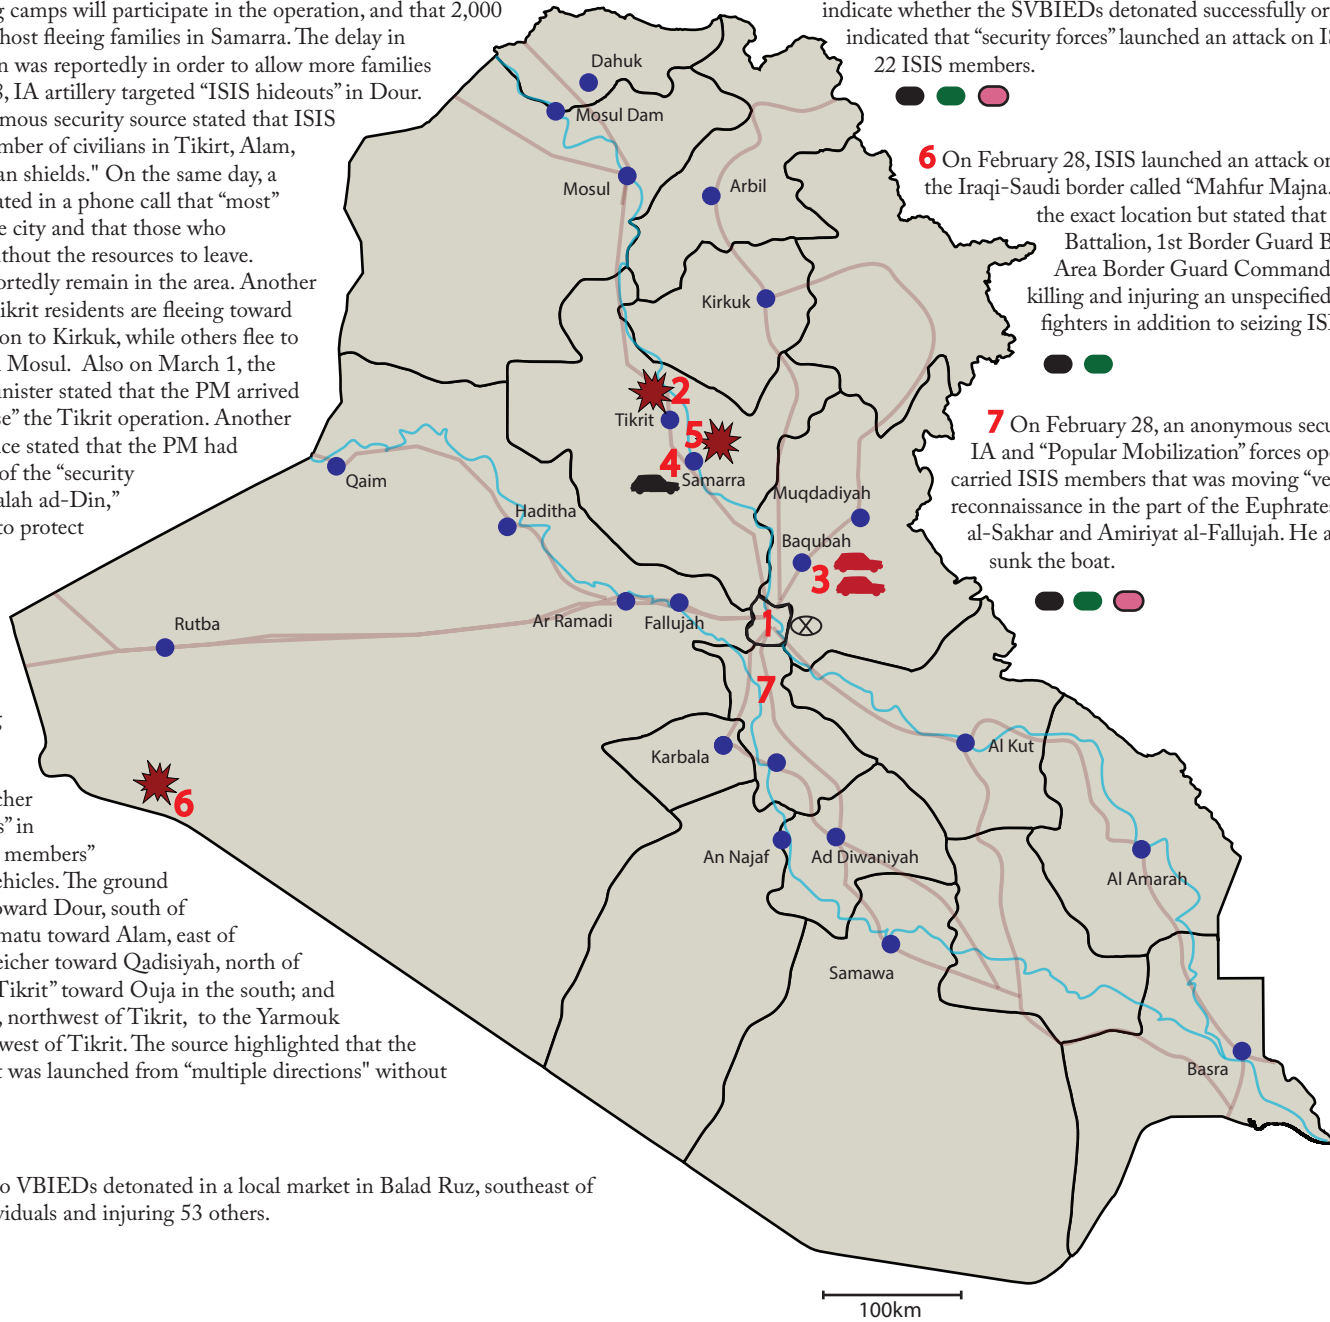 g camps will participate in the operation, and that 2,000
host fleeing families in Samarra. The delay in
n was reportedly in order to allow more families
8, IA artillery targeted “ISIS hideouts” in Dour.
mous security source stated that ISIS
mber of civilians in Tikirt, Alam,
an shields." On the same day, a
ated in a phone call that “most”
e city and that those who
ithout the resources to leave.
ortedly remain in the area. Another
ikrit residents are fleeing toward
on to Kirkuk, while others flee to
Mosul. Also on March 1, the
inister stated that the PM arrived
se” the Tikrit operation. Another
ce stated that the PM had
of the “security
alah ad-Din,”
to protect
cher
s” in
members”
ehicles. The ground
oward Dour, south of
matu toward Alam, east of
eicher toward Qadisiyah, north of
Tikrit” toward Ouja in the south; and
, northwest of Tikrit, to the Yarmouk
west of Tikrit. The source highlighted that the
t was launched from “multiple directions" without
o VBIEDs detonated in a local market in Balad Ruz, southeast of
viduals and injuring 53 others.
indicate whether the SVBIEDs detonated successfully or
indicated that “security forces” launched an attack on IS
22 ISIS members.
6 On February 28, ISIS launched an attack on
the Iraqi-Saudi border called “Mahfur Majna.
the exact location but stated that
Battalion, 1st Border Guard B
Area Border Guard Command
killing and injuring an unspecified
fighters in addition to seizing ISI
7 On February 28, an anonymous secu
IA and “Popular Mobilization” forces ope
carried ISIS members that was moving “ve
reconnaissance in the part of the Euphrates
al-Sakhar and Amiriyat al-Fallujah. He a
sunk the boat.
Dahuk
Mosul Dam
Mosul
Arbil
Kirkuk
2
Tikrit
5
4
Samarra
Qaim
Haditha
Muqdadiyah
Baqubah
3
Ar Ramadi
Fallujah
1
Rutba
7
Karbala
Al Kut
6
An Najaf
Ad Diwaniyah
Al Amarah
Samawa
Basra
100km